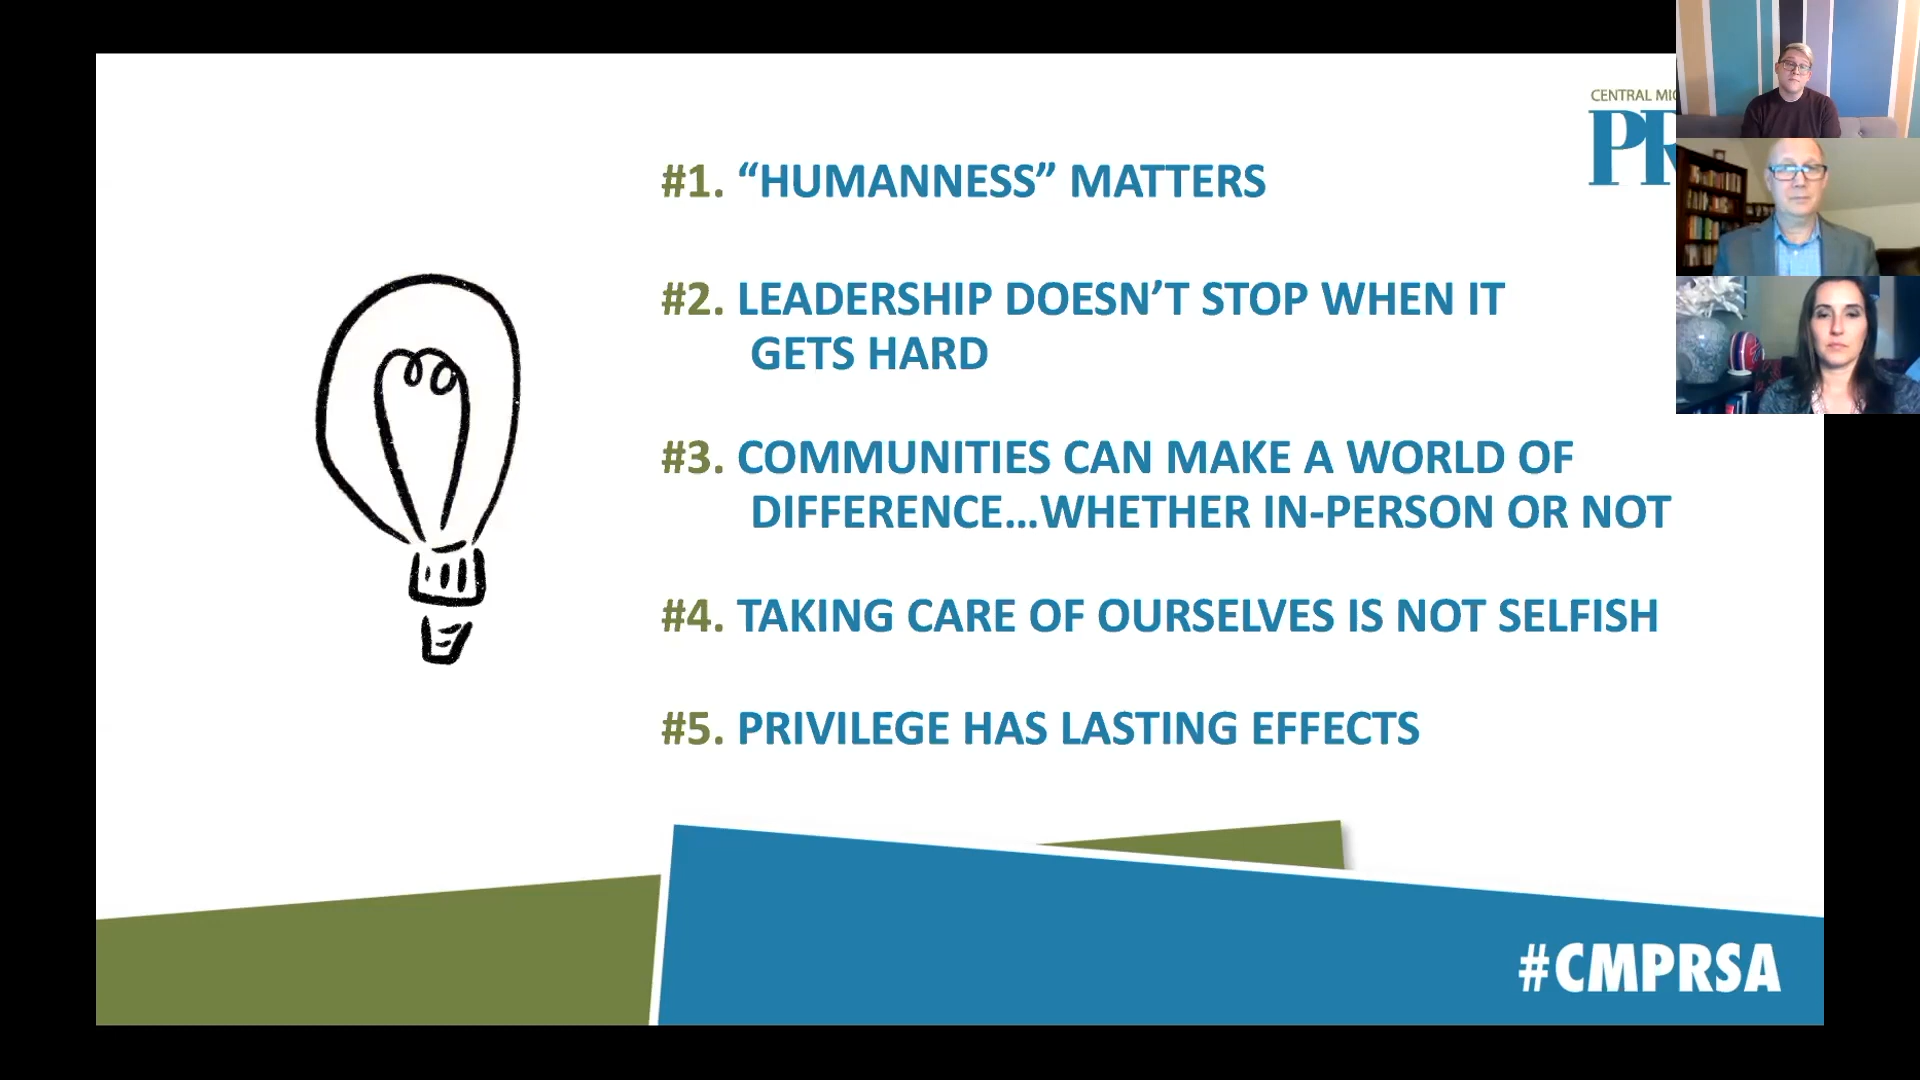 CENTRAL
PR
#1. “HUMANNESS” MATTERS
#2. LEADERSHIP DOESN’T STOP WHEN IT
GETS HARD
#3. COMMUNITIES CAN MAKE A WORLD OF
DIFFERENCE...WHETHER IN-PERSON OR NOT
#4. TAKING CARE OF OURSELVES IS NOT SELFISH
#5. PRIVILEGE HAS LASTING EFFECTS
#CMPRSA